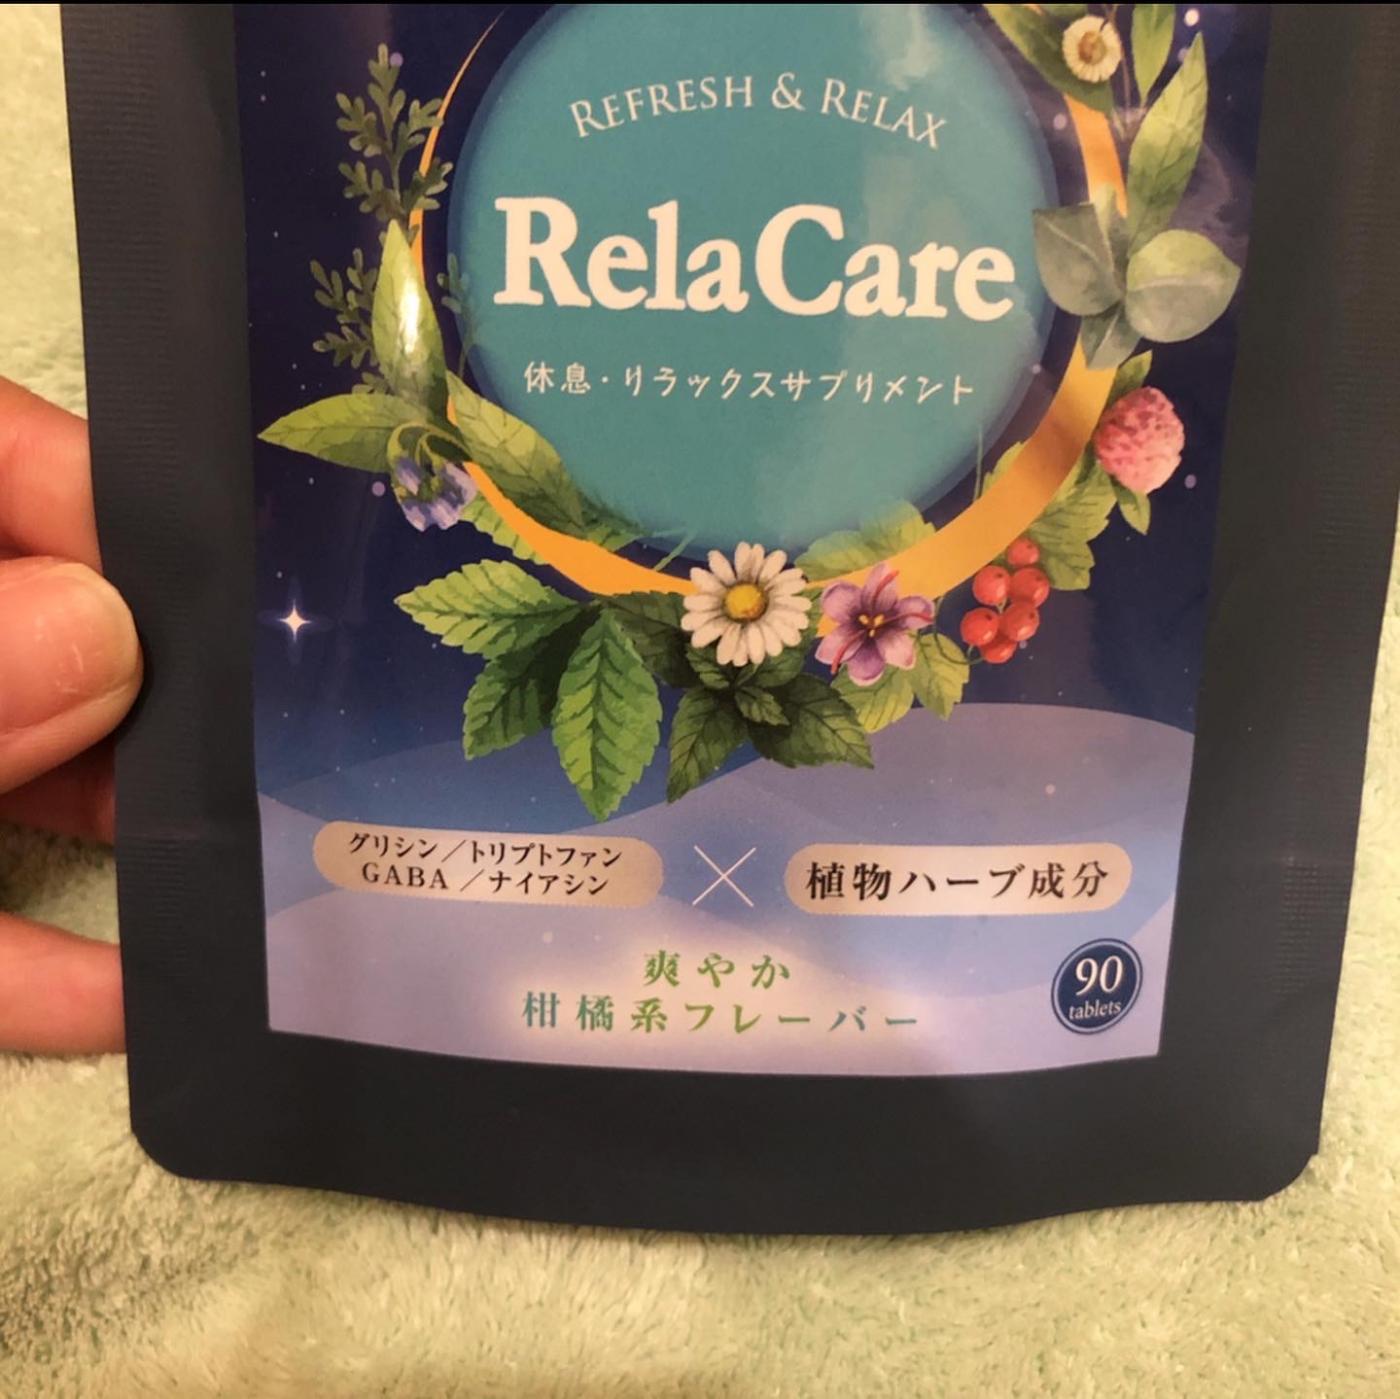 REFRESH & RELAX
RelaCare
休息・リラックスサプリメント
グリシン／トリプトファン
GABA／ナイアシン
×
植物ハーブ成分
爽やか
柑橘系フレーバー
90
tablets